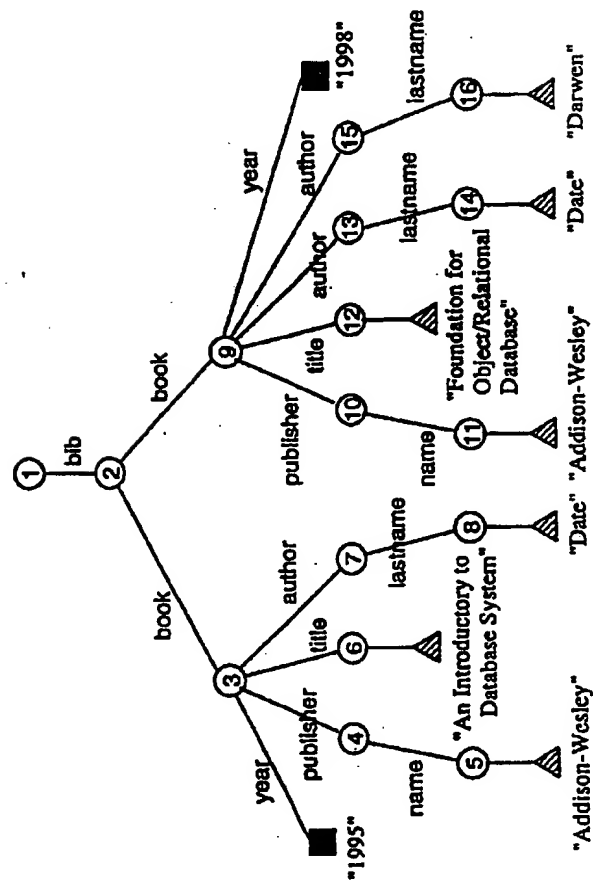 1
bib
2
book
book
3
9
year
publisher
title
author
publisher
title
author
author
year
"1995"
4
6
7
10
12
13
15
"1998"
name
lastname
name
lastname
lastname
5
"An Introductory to
Database System"
8
11
"Foundation for
Object/Relational
Database"
14
16
"Addison-Wesley"
"Date"
"Addison-Wesley"
"Date"
"Darwen"